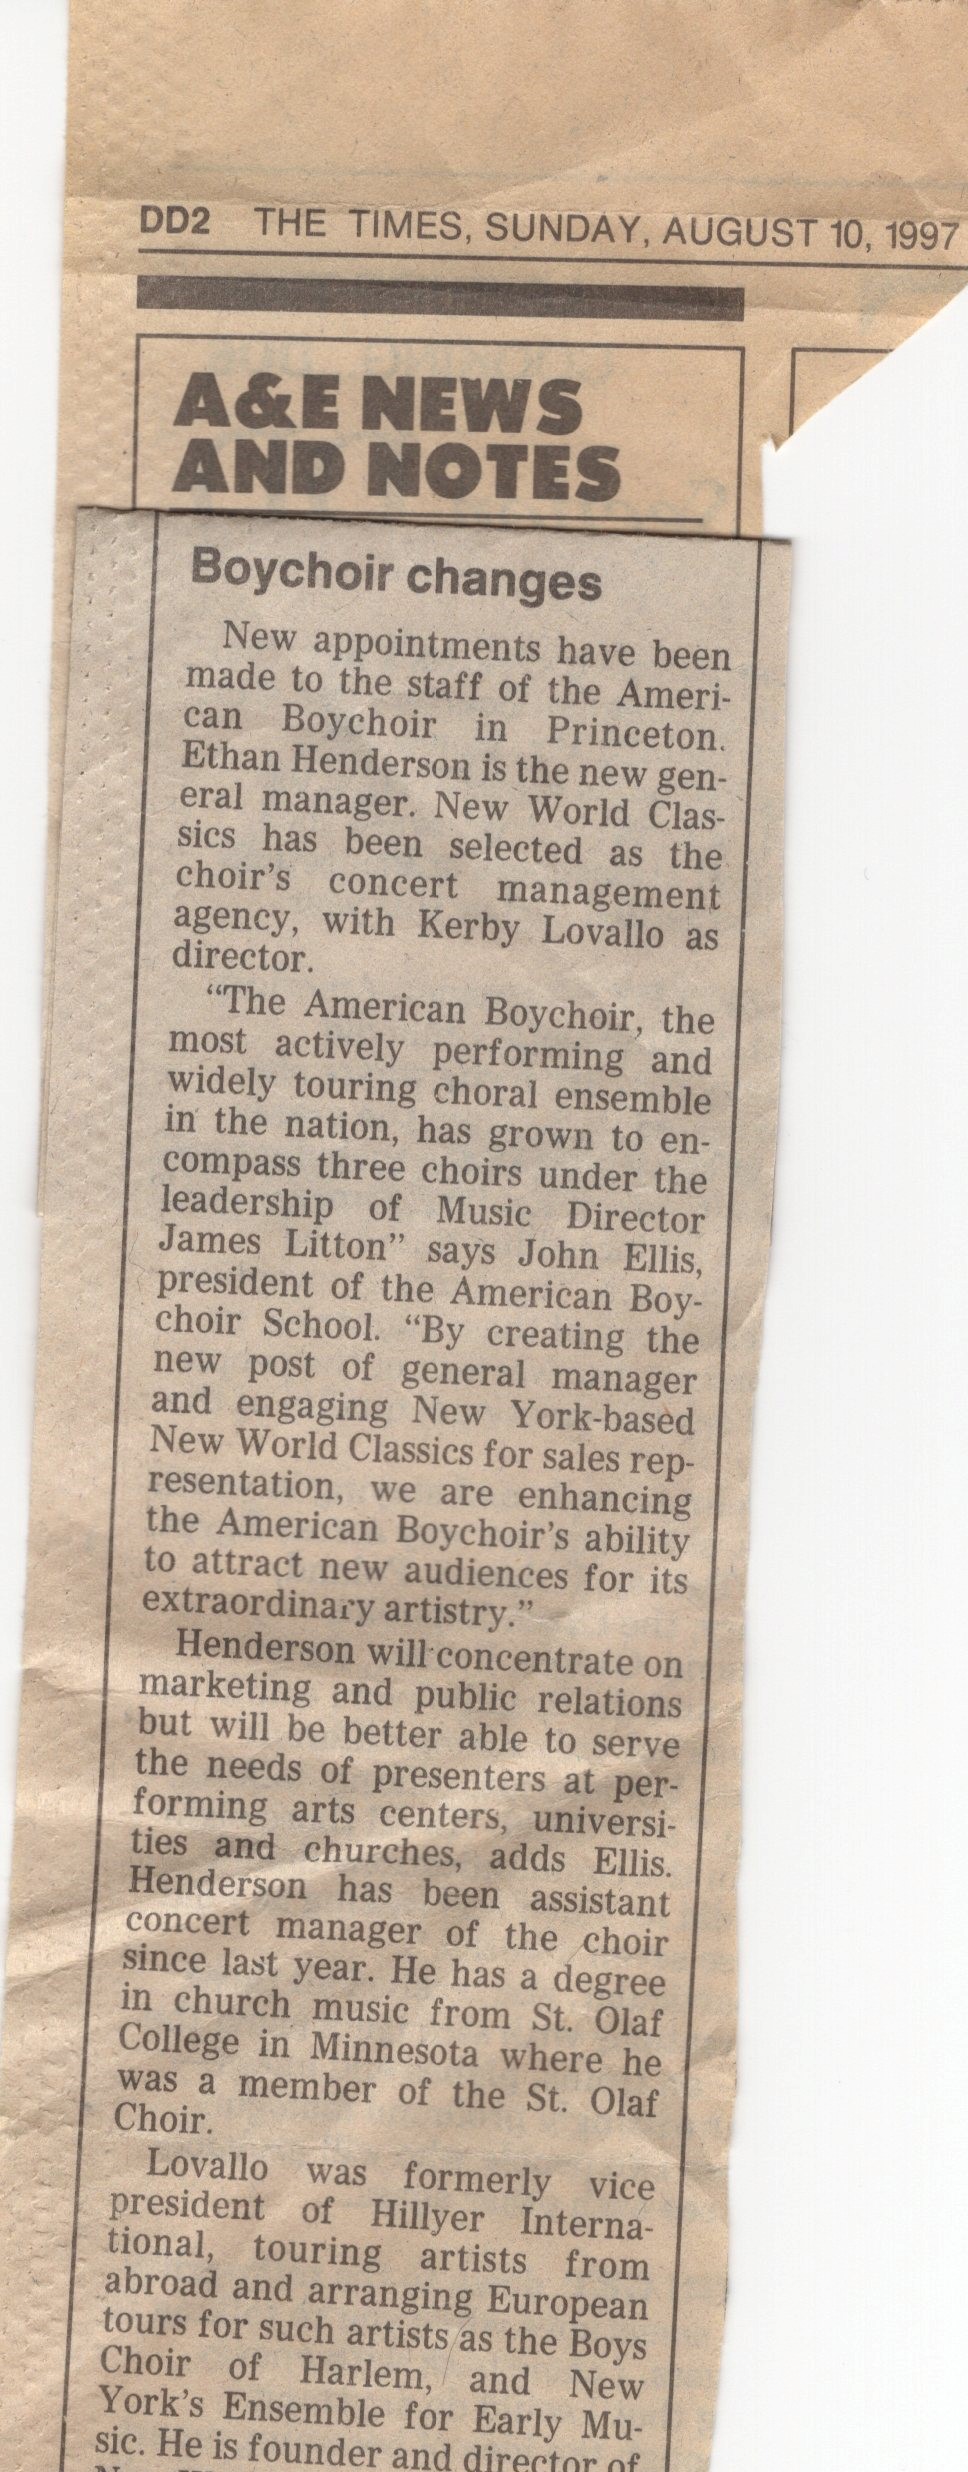 DD2 THE TIMES, SUNDAY, AUGUST 10, 1997
A&E NEWS
AND NOTES
Boychoir changes
New appointments have been
made to the staff of the Ameri-
can Boychoir in Princeton.
Ethan Henderson is the new gen-
eral manager. New World Clas-
sics has been selected as the
choir's concert management
agency, with Kerby Lovallo as
director.
“The American Boychoir, the
most actively performing and
widely touring choral ensemble
in the nation, has grown to en-
compass three choirs under the
leadership of Music Director
James Litton” says John Ellis,
president of the American Boy-
choir School. “By creating the
new post of general manager
and engaging New York-based
New World Classics for sales rep-
resentation, we are enhancing
the American Boychoir's ability
to attract new audiences for its
extraordinary artistry.”
Henderson will concentrate on
marketing and public relations
but will be better able to serve
the needs of presenters at per-
forming arts centers, universi-
ties and churches, adds Ellis.
Henderson has been assistant
concert manager of the choir
since last year. He has a degree
in church music from St. Olaf
College in Minnesota where he
was a member of the St. Olaf
Choir.
Lovallo was formerly vice
president of Hillyer Interna-
tional, touring artists from
abroad and arranging European
tours for such artists as the Boys
Choir of Harlem, and New
York's Ensemble for Early Mu-
sic. He is founder and director of